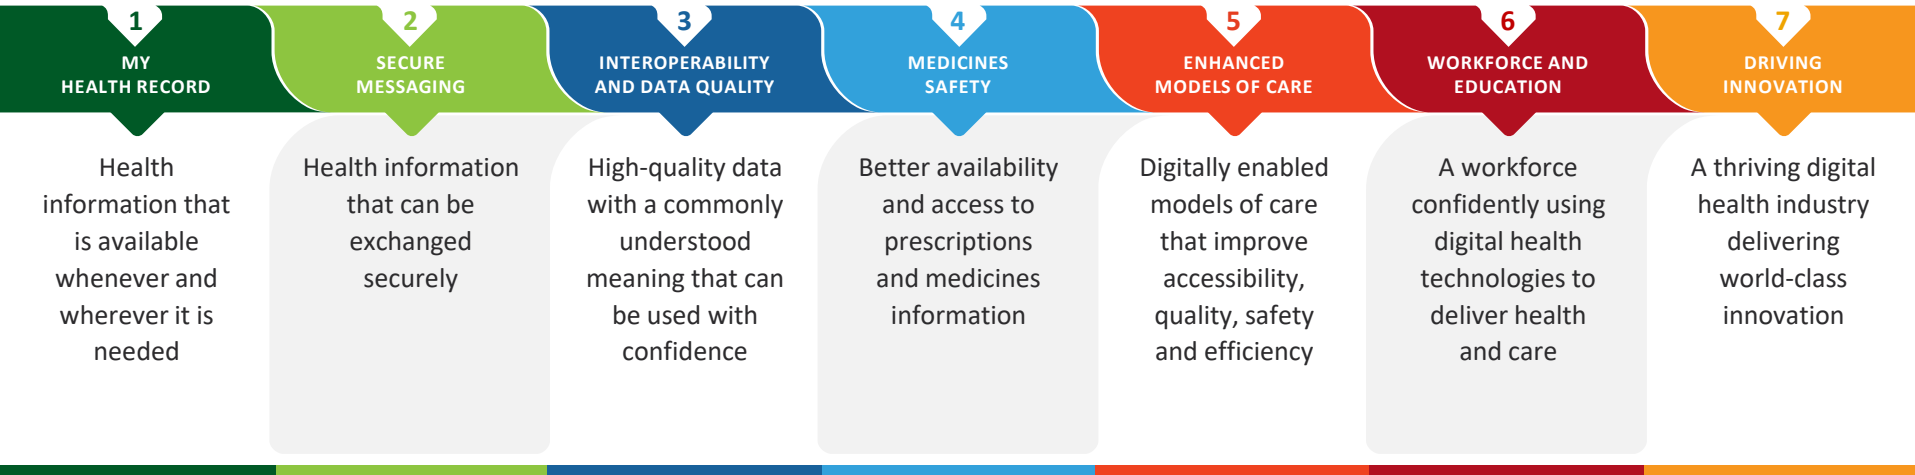 1
MY
HEALTH RECORD
Health
information that
is available
whenever and
wherever it is
needed
2
SECURE
MESSAGING
Health information
that can be
exchanged
securely
3
INTEROPERABILITY
AND DATA QUALITY
High-quality data
with a commonly
understood
meaning that can
be used with
confidence
4
MEDICINES
SAFETY
Better availability
and access to
prescriptions
and medicines
information
5
ENHANCED
MODELS OF CARE
Digitally enabled
models of care
that improve
accessibility,
quality, safety
and efficiency
6
WORKFORCE AND
EDUCATION
A workforce
confidently using
digital health
technologies to
deliver health
and care
7
DRIVING
INNOVATION
A thriving digital
health industry
delivering
world-class
innovation